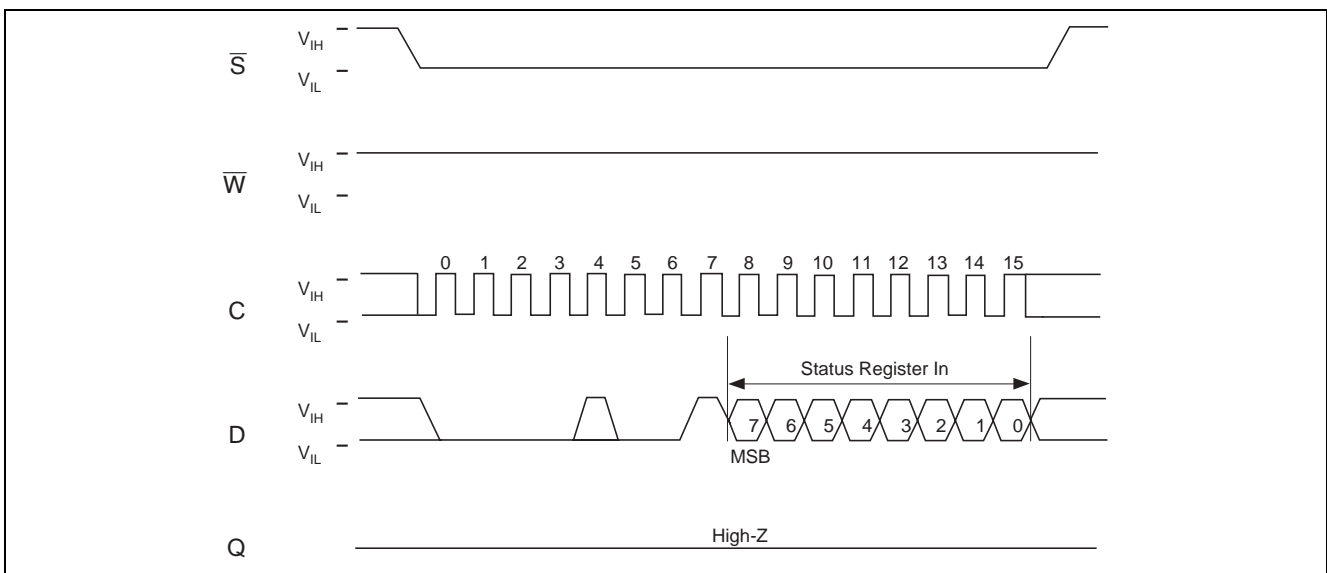 S̅
V_IH
V_IL
W̅
V_IH
V_IL
0 1 2 3 4 5 6 7 8 9 10 11 12 13 14 15
C
V_IH
V_IL
Status Register In
D
V_IH
V_IL
7 6 5 4 3 2 1 0
MSB
Q
High-Z